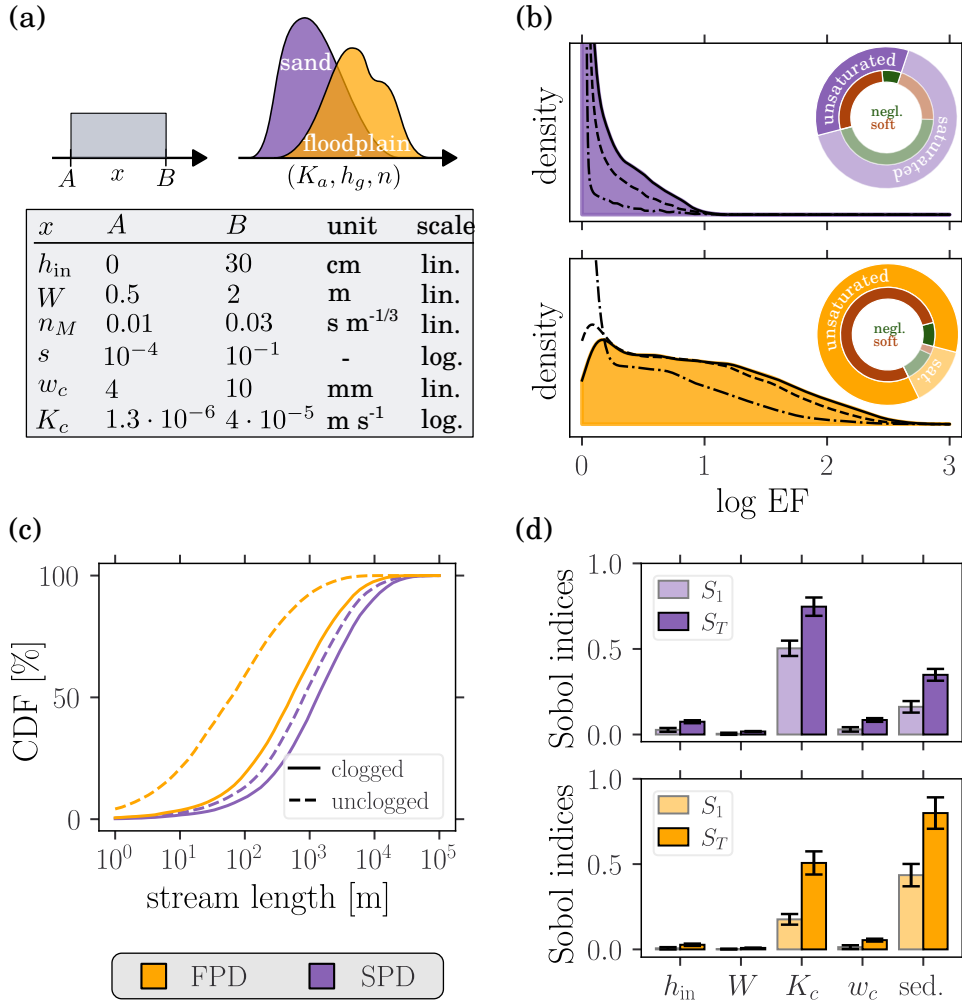 (a)
sand
floodplain
A x B
(K_a, h_g, n)
x A B unit scale
h_in 0 30 cm lin.
W 0.5 2 m lin.
n_M 0.01 0.03 s m^-1/3 lin.
s 10^-4 10^-1 - log.
w_c 4 10 mm lin.
K_c 1.3 · 10^-6 4 · 10^-5 m s^-1 log.
(b)
density
unsaturated
saturated
negl.
soft
density
unsaturated
sat.
negl.
soft
0 1 2 3
log EF
(c)
CDF [%]
100
50
0
clogged
unclogged
10^0 10^1 10^2 10^3 10^4 10^5
stream length [m]
FPD SPD
(d)
Sobol indices
1.0
0.5
0.0
S_1
S_T
Sobol indices
1.0
0.5
0.0
S_1
S_T
h_in W K_c w_c sed.